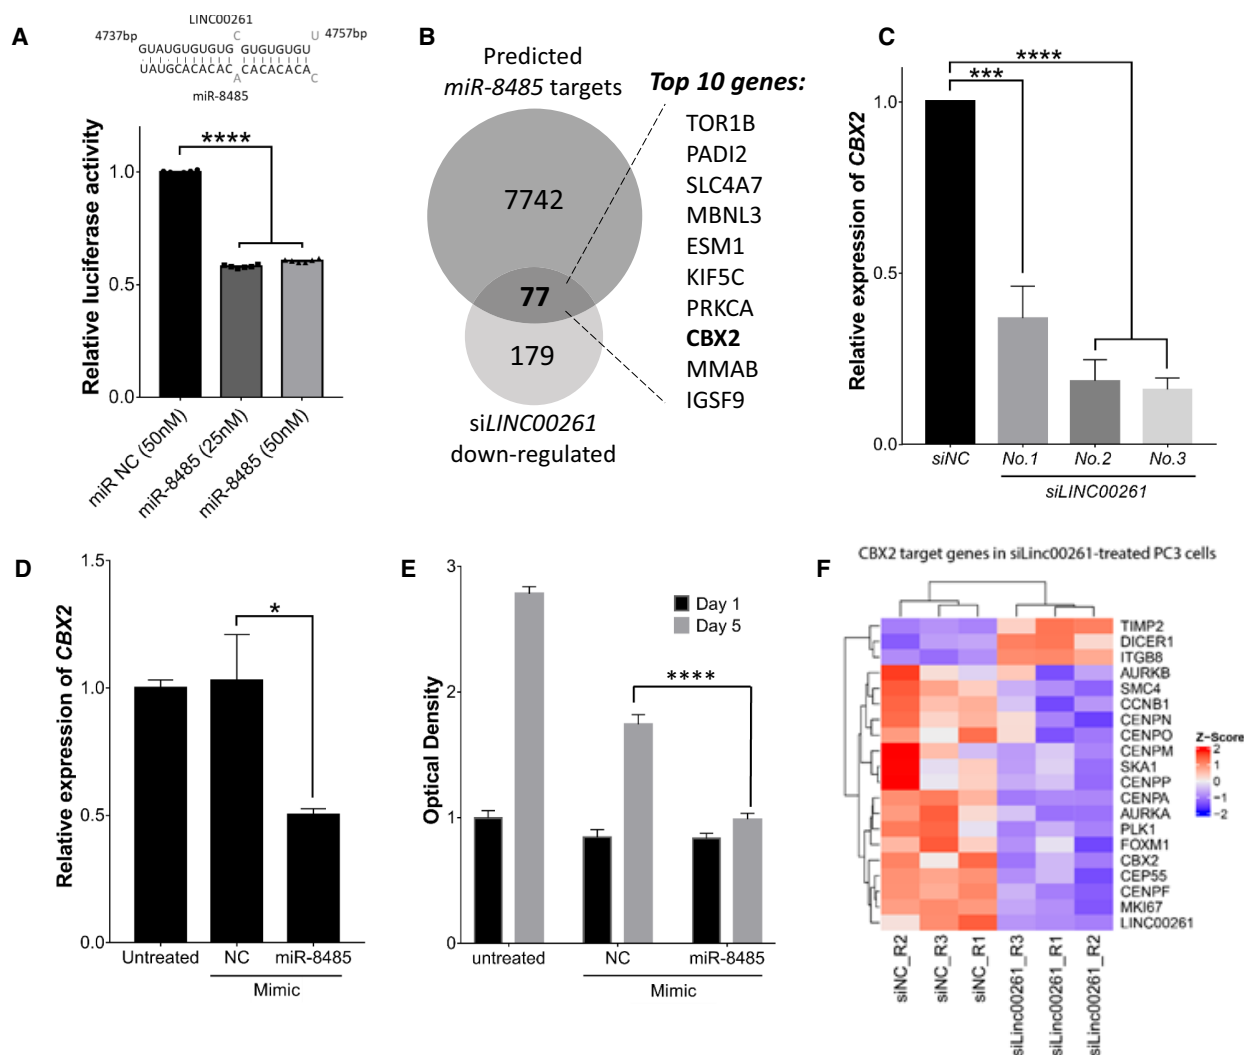 A
LINC00261
4737bp
C
U
4757bp
GUAUGUGUGUG GUGUGUGU
UAUGCACACAC CACACACA
A
C
miR-8485
Relative luciferase activity
****
1.0
0.5
0.0
miR NC (50nM)
miR-8485 (25nM)
miR-8485 (50nM)
B
Predicted
miR-8485 targets
7742
77
179
siLINC00261
down-regulated
Top 10 genes:
TOR1B
PADI2
SLC4A7
MBNL3
ESM1
KIF5C
PRKCA
CBX2
MMAB
IGSF9
C
Relative expression of CBX2
****
***
1.0
0.5
0.0
siNC
No.1
No.2
No.3
siLINC00261
D
Relative expression of CBX2
1.5
1.0
0.5
0.0
*
Untreated
NC
miR-8485
Mimic
E
Optical Density
3
2
1
0
Day 1
Day 5
****
untreated
NC
miR-8485
Mimic
F
CBX2 target genes in siLinc00261-treated PC3 cells
TIMP2
DICER1
ITGB8
AURKB
SMC4
CCNB1
CENPN
CENPO
CENPM
SKA1
CENPP
CENPA
AURKA
PLK1
FOXM1
CBX2
CEP55
CENPF
MKI67
LINC00261
Z-Score
2
1
0
-1
-2
siNC_R2
siNC_R3
siNC_R1
siLinc00261_R3
siLinc00261_R1
siLinc00261_R2